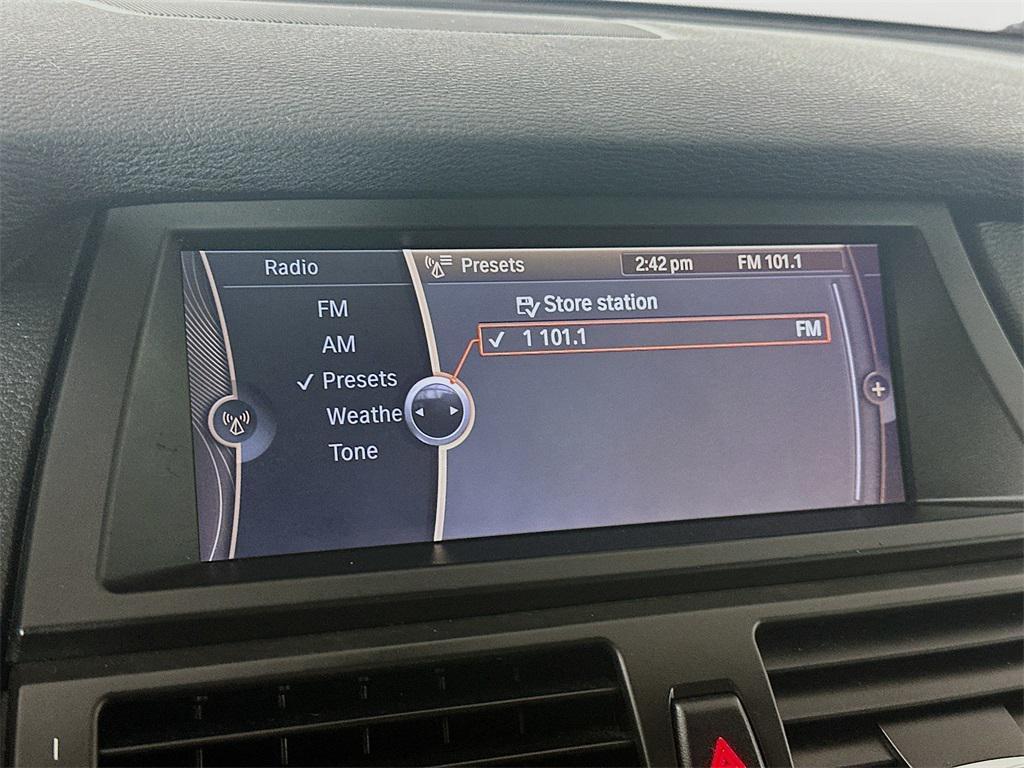 Radio
FM
AM
✓ Presets
Weathe
Tone
Presets
2:42 pm FM 101.1
Store station
✓ 1 101.1 FM